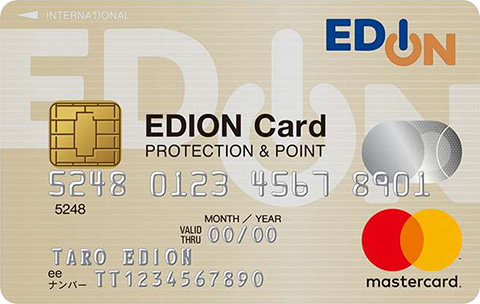 INTERNATIONAL
EDION
EDION
EDION Card
PROTECTION & POINT
5248 0123 4567 8901
5248
MONTH / YEAR
VALID THRU 00/00
TARO EDION
ee
ナンバー TT1234567890
mastercard.